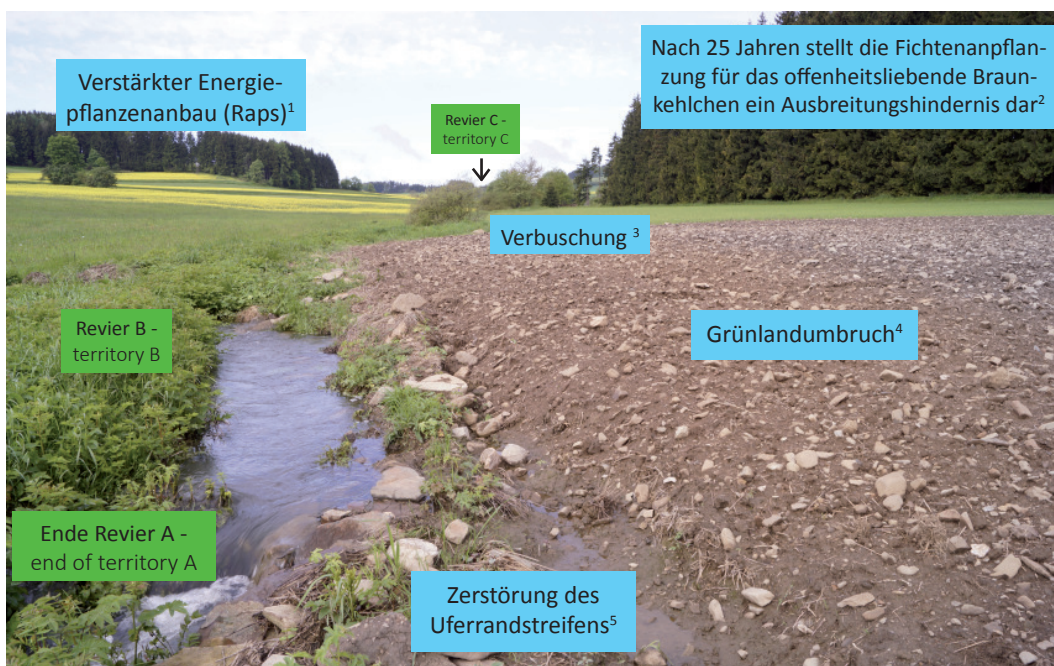 Verstärkter Energie-
pflanzenanbau (Raps)¹
Nach 25 Jahren stellt die Fichtenanpflan-
zung für das offenheitsliebende Braun-
kehlchen ein Ausbreitungshindernis dar²
Revier C -
territory C
Verbuschung ³
Revier B -
territory B
Grünlandumbruch⁴
Ende Revier A -
end of territory A
Zerstörung des
Uferrandstreifens⁵